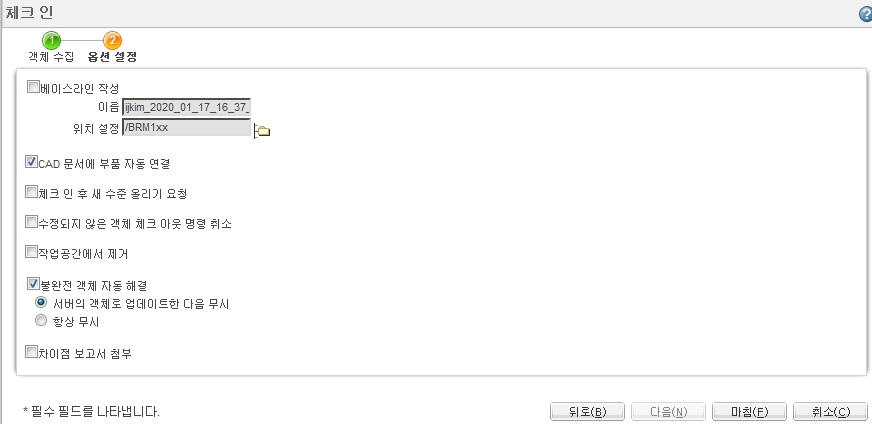 체크 인
?
1 2
객체 수집 옵션 설정
베이스라인 작성
이름 ijkim_2020_01_17_16_37_
위치 설정 /BRM1xx
CAD 문서에 부품 자동 연결
체크 인 후 새 수준 올리기 요청
수정되지 않은 객체 체크 아웃 명령 취소
작업공간에서 제거
불완전 객체 자동 해결
서버의 객체로 업데이트한 다음 무시
항상 무시
차이점 보고서 첨부
* 필수 필드를 나타냅니다.
뒤로(B) 다음(N) 마침(F) 취소(C)